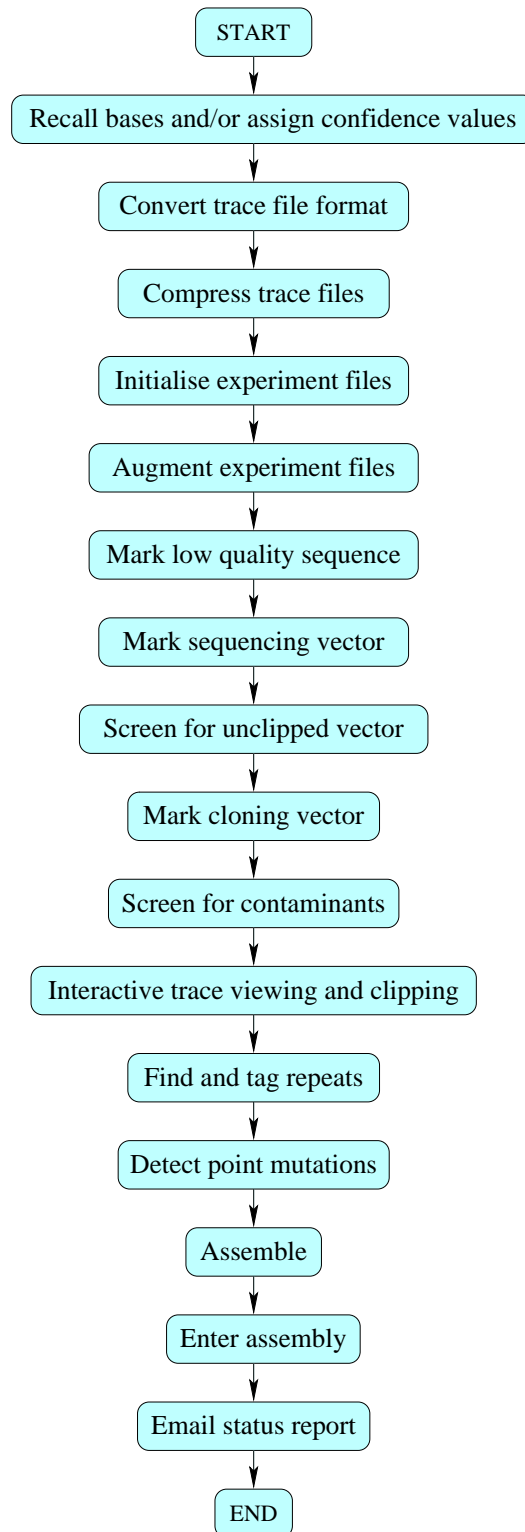 START
Recall bases and/or assign confidence values
Convert trace file format
Compress trace files
Initialise experiment files
Augment experiment files
Mark low quality sequence
Mark sequencing vector
Screen for unclipped vector
Mark cloning vector
Screen for contaminants
Interactive trace viewing and clipping
Find and tag repeats
Detect point mutations
Assemble
Enter assembly
Email status report
END